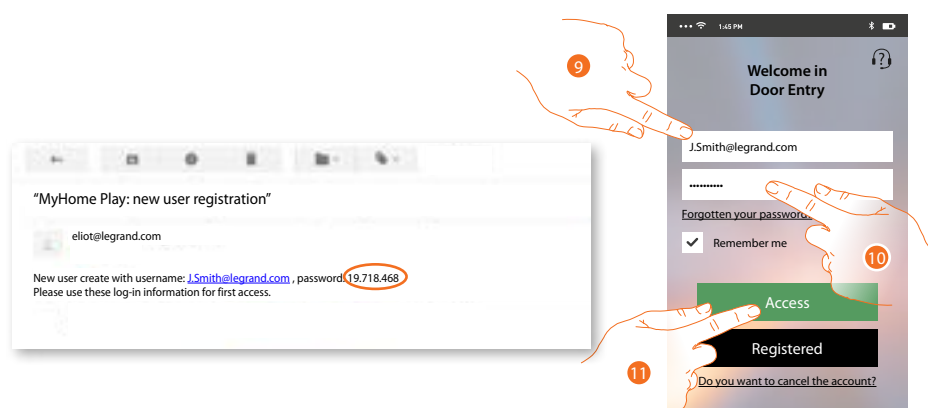 9
1:45 PM
?
Welcome in
Door Entry
J.Smith@legrand.com
••••••••••
Forgotten your password?
Remember me
10
Access
Registered
11
Do you want to cancel the account?
“MyHome Play: new user registration”
eliot@legrand.com
New user create with username: J.Smith@legrand.com , password: 19.718.468
Please use these log-in information for first access.